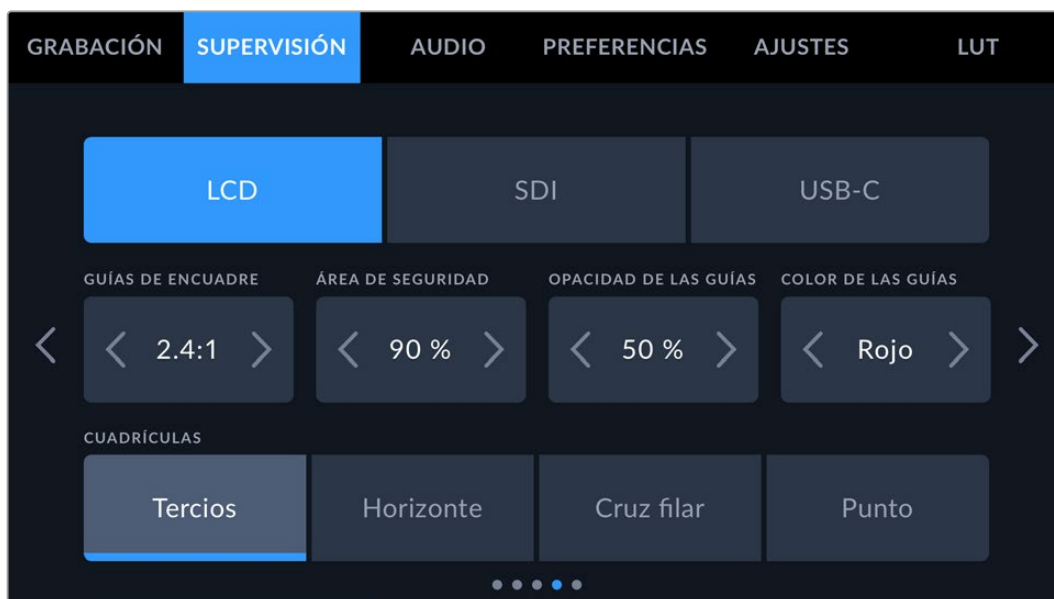 GRABACIÓN SUPERVISIÓN AUDIO PREFERENCIAS AJUSTES LUT
LCD SDI USB-C
GUÍAS DE ENCUADRE ÁREA DE SEGURIDAD OPACIDAD DE LAS GUÍAS COLOR DE LAS GUÍAS
2.4:1 90 % 50 % Rojo
CUADRÍCULAS
Tercios Horizonte Cruz filar Punto